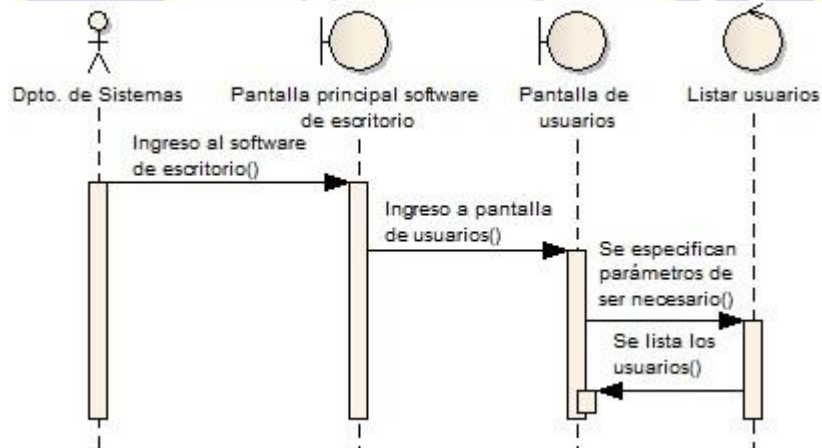 Dpto. de Sistemas
Pantalla principal software
de escritorio
Pantalla de
usuarios
Listar usuarios
Ingreso al software
de escritorio()
Ingreso a pantalla
de usuarios()
Se especifican
parámetros de
ser necesario()
Se lista los
usuarios()